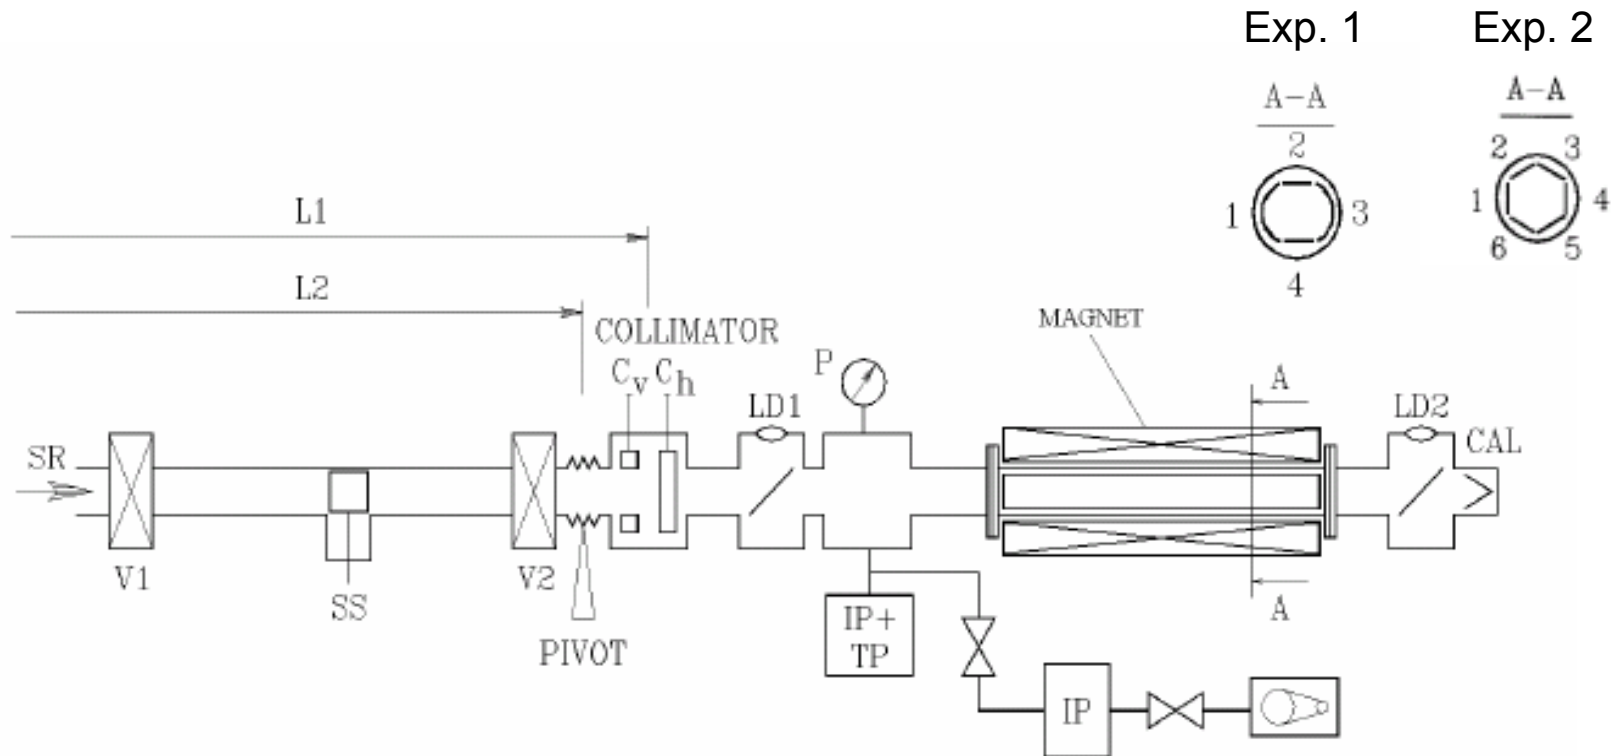 Exp. 1 Exp. 2
A-A A-A
2
1 3
4
2 3
1 4
6 5
L1
L2
COLLIMATOR
Cv Ch
MAGNET
P
A
LD1
LD2
CAL
SR
V1
SS
V2
PIVOT
IP+
TP
A
IP